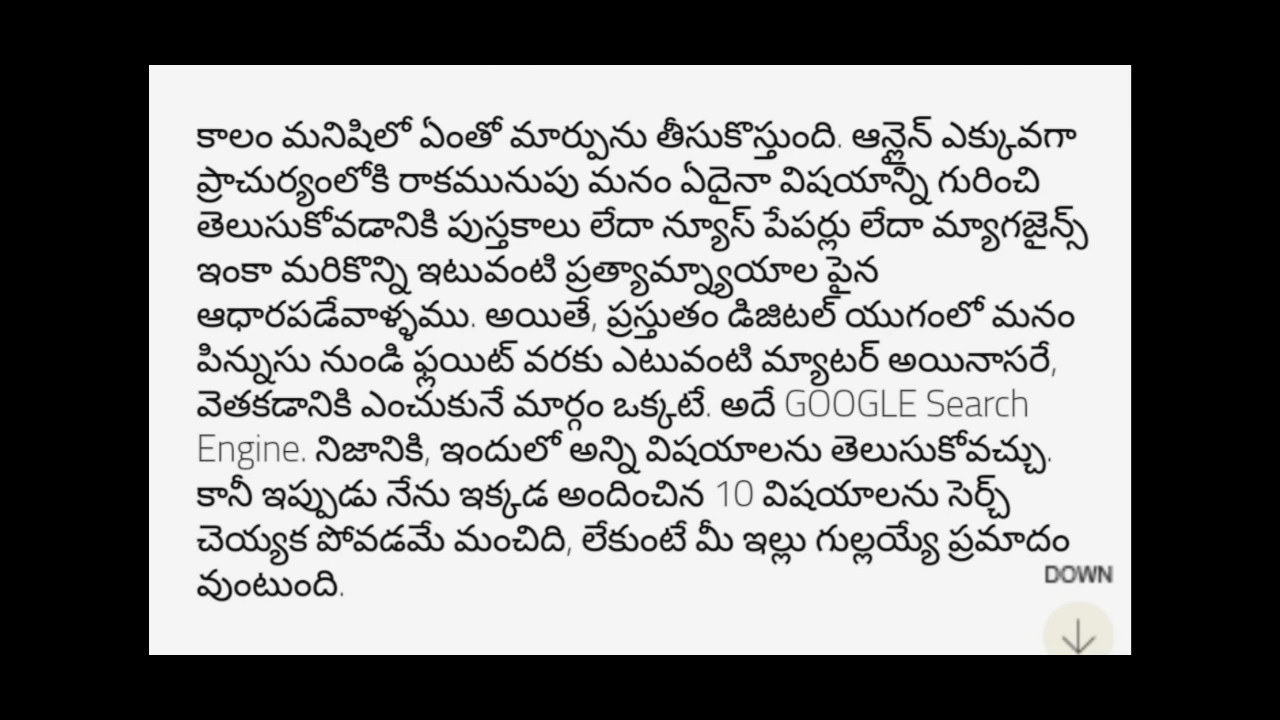 కాలం మనిషిలో ఏంతో మార్పును తీసుకొస్తుంది. ఆన్లైన్ ఎక్కువగా
ప్రాచుర్యంలోకి రాకమునుపు మనం ఏదైనా విషయాన్ని గురించి
తెలుసుకోవడానికి పుస్తకాలు లేదా న్యూస్ పేపర్లు లేదా మ్యాగజైన్స్
ఇంకా మరికొన్ని ఇటువంటి ప్రత్యామ్న్యాయాల పైన
ఆధారపడేవాళ్ళము. అయితే, ప్రస్తుతం డిజిటల్ యుగంలో మనం
పిన్నుసు నుండి ఫ్లయిట్ వరకు ఎటువంటి మ్యాటర్ అయినాసరే,
వెతకడానికి ఎంచుకునే మార్గం ఒక్కటే. అదే GOOGLE Search
Engine. నిజానికి, ఇందులో అన్ని విషయాలను తెలుసుకోవచ్చు.
కానీ ఇప్పుడు నేను ఇక్కడ అందించిన 10 విషయాలను సెర్చ్
చెయ్యక పోవడమే మంచిది, లేకుంటే మీ ఇల్లు గుల్లయ్యే ప్రమాదం
వుంటుంది.
DOWN